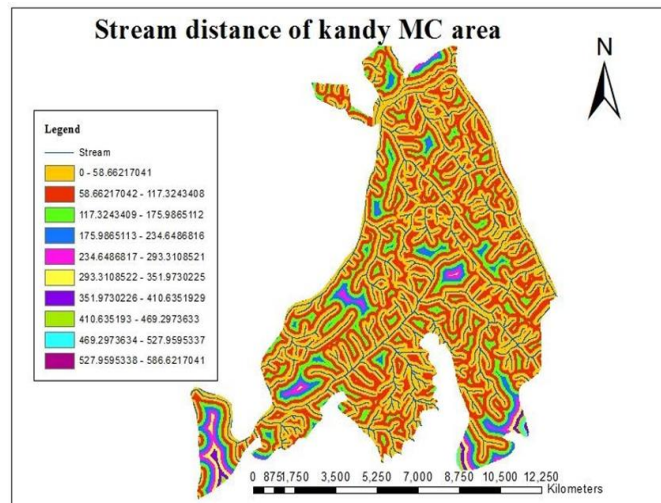 Stream distance of kandy MC area
N
Legend
Stream
0 - 58.66217041
58.66217042 - 117.3243408
117.3243409 - 175.9865112
175.9865113 - 234.6486816
234.6486817 - 293.3108521
293.3108522 - 351.9730225
351.9730226 - 410.6351929
410.635193 - 469.2973633
469.2973634 - 527.9595337
527.9595338 - 586.6217041
0 8751,750 3,500 5,250 7,000 8,750 10,500 12,250
Kilometers